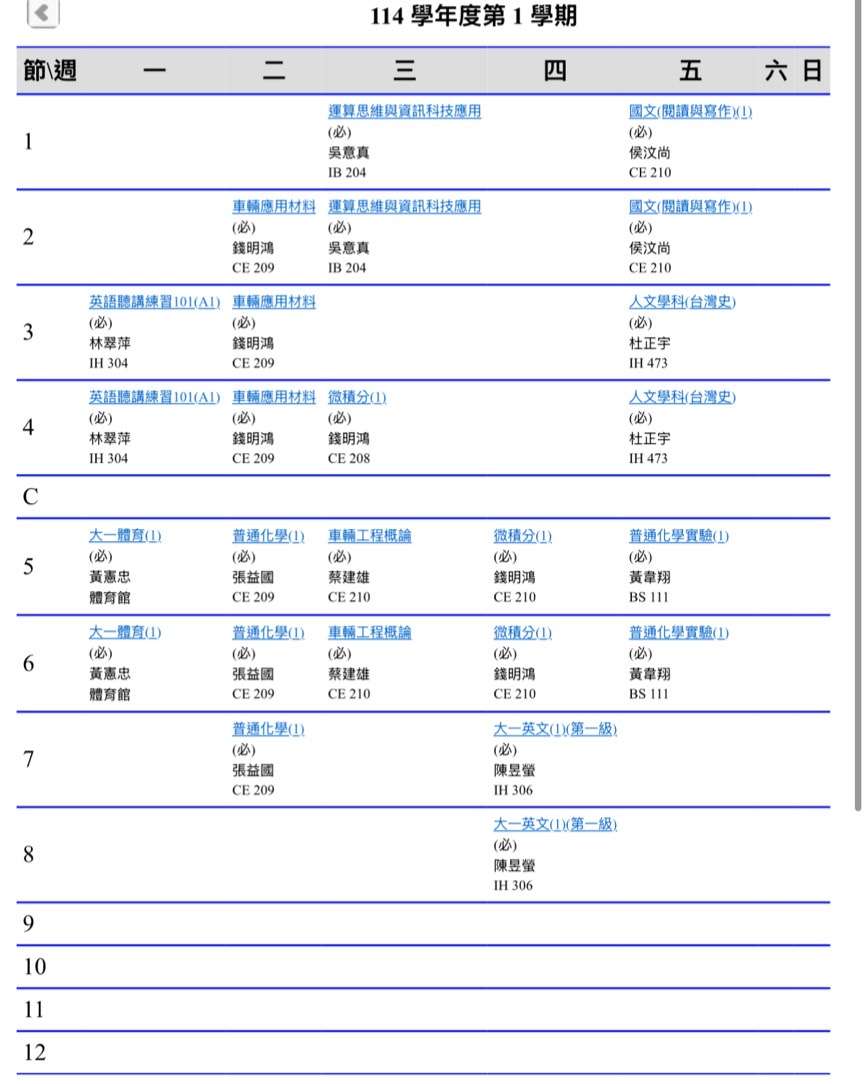 114 學年度第 1 學期
節\週 一 二 三 四 五 六 日
1
運算思維與資訊科技應用
(必)
吳意真
IB 204
國文(閱讀與寫作)(1)
(必)
侯汶尚
CE 210
2
車輛應用材料
(必)
錢明鴻
CE 209
運算思維與資訊科技應用
(必)
吳意真
IB 204
國文(閱讀與寫作)(1)
(必)
侯汶尚
CE 210
3
英語聽講練習101(A1)
(必)
林翠萍
IH 304
車輛應用材料
(必)
錢明鴻
CE 209
人文學科(台灣史)
(必)
杜正宇
IH 473
4
英語聽講練習101(A1)
(必)
林翠萍
IH 304
車輛應用材料
(必)
錢明鴻
CE 209
微積分(1)
(必)
錢明鴻
CE 208
人文學科(台灣史)
(必)
杜正宇
IH 473
C
5
大一體育(1)
(必)
黃憲忠
體育館
普通化學(1)
(必)
張益國
CE 209
車輛工程概論
(必)
蔡建雄
CE 210
微積分(1)
(必)
錢明鴻
CE 210
普通化學實驗(1)
(必)
黃韋翔
BS 111
6
大一體育(1)
(必)
黃憲忠
體育館
普通化學(1)
(必)
張益國
CE 209
車輛工程概論
(必)
蔡建雄
CE 210
微積分(1)
(必)
錢明鴻
CE 210
普通化學實驗(1)
(必)
黃韋翔
BS 111
7
普通化學(1)
(必)
張益國
CE 209
大一英文(1)(第一級)
(必)
陳昱螢
IH 306
8
大一英文(1)(第一級)
(必)
陳昱螢
IH 306
9
10
11
12